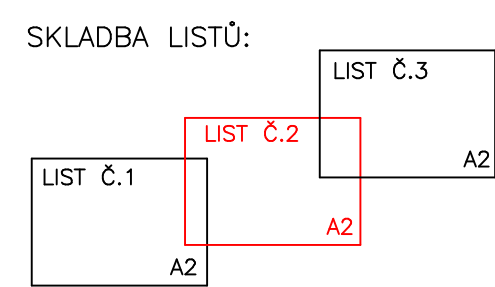 SKLADBA LISTŮ:
LIST Č.3
A2
LIST Č.2
A2
LIST Č.1
A2